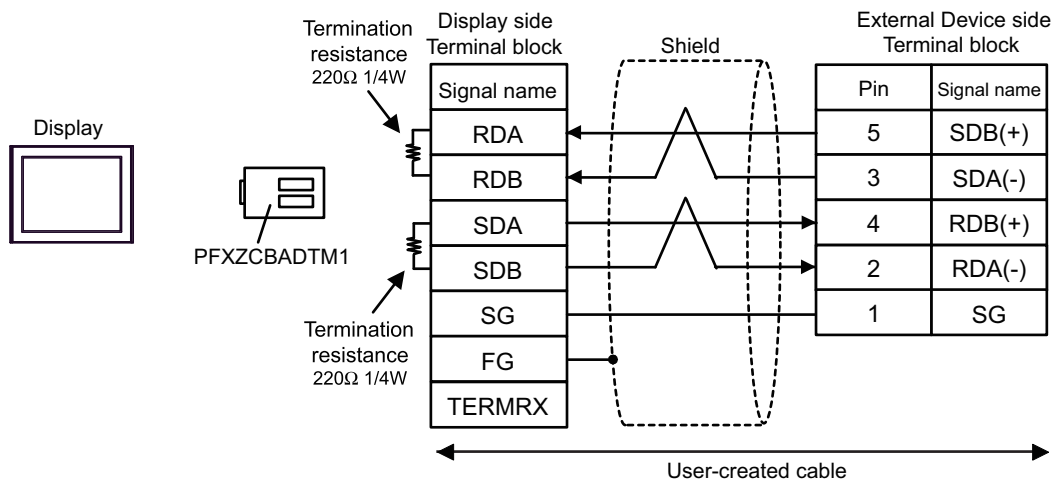 Display
PFXZCBADTM1
Termination
resistance
220Ω 1/4W
Termination
resistance
220Ω 1/4W
Display side
Terminal block
Signal name
RDA
RDB
SDA
SDB
SG
FG
TERMRX
Shield
External Device side
Terminal block
Pin Signal name
5 SDB(+)
3 SDA(-)
4 RDB(+)
2 RDA(-)
1 SG
User-created cable